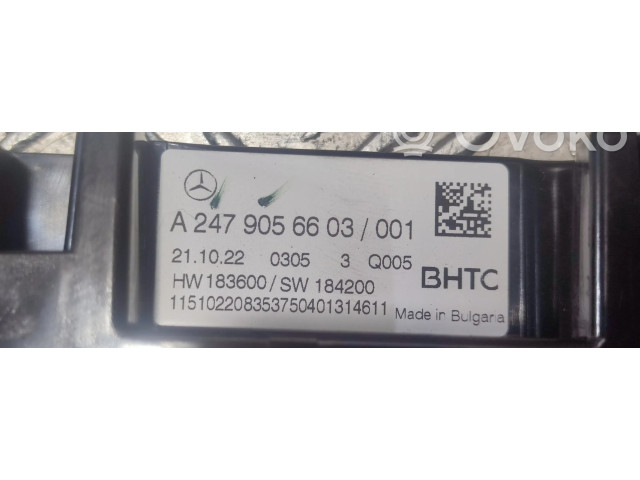 Ovoko
A 247 905 66 03 / 001
21.10.22 0305 3 Q005
HW 183600 / SW 184200
BHTC
115102208353750401314611
Made in Bulgaria